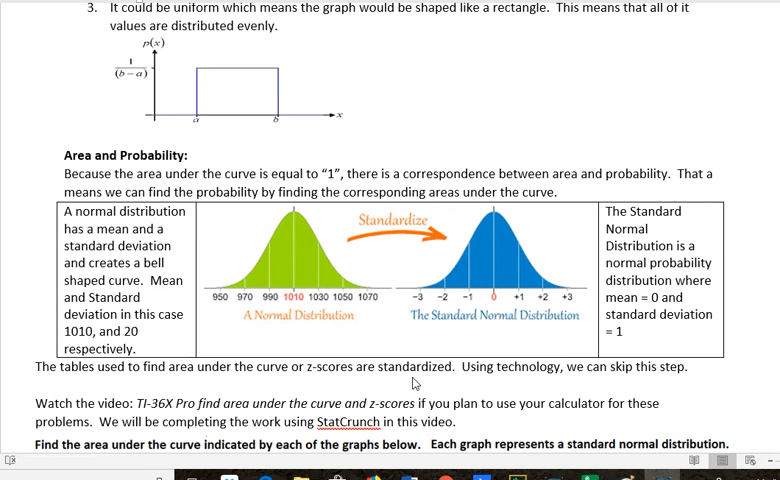 3. It could be uniform which means the graph would be shaped like a rectangle. This means that all of it
values are distributed evenly.
p(x)
1
(b – a)
a
b
x
Area and Probability:
Because the area under the curve is equal to “1”, there is a correspondence between area and probability. That a
means we can find the probability by finding the corresponding areas under the curve.
A normal distribution
has a mean and a
standard deviation
and creates a bell
shaped curve. Mean
and Standard
deviation in this case
1010, and 20
respectively.
Standardize
950 970 990 1010 1030 1050 1070
A Normal Distribution
-3 -2 -1 0 +1 +2 +3
The Standard Normal Distribution
The Standard
Normal
Distribution is a
normal probability
distribution where
mean = 0 and
standard deviation
= 1
The tables used to find area under the curve or z-scores are standardized. Using technology, we can skip this step.
Watch the video: TI-36X Pro find area under the curve and z-scores if you plan to use your calculator for these
problems. We will be completing the work using StatCrunch in this video.
Find the area under the curve indicated by each of the graphs below. Each graph represents a standard normal distribution.